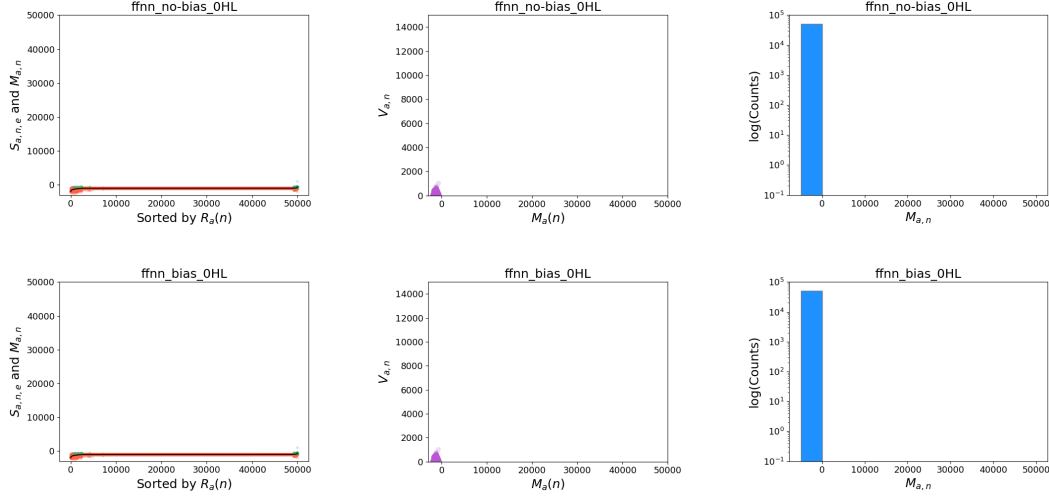 ffnn_no-bias_0HL
50000
40000
30000
20000
10000
0
S_{a,n,e} and M_{a,n}
0 10000 20000 30000 40000 50000
Sorted by R_a(n)
ffnn_no-bias_0HL
14000
12000
10000
8000
6000
4000
2000
0
V_{a,n}
0 10000 20000 30000 40000 50000
M_a(n)
ffnn_no-bias_0HL
10^5
10^4
10^3
10^2
10^1
10^0
10^{-1}
log(Counts)
0 10000 20000 30000 40000 50000
M_{a,n}
ffnn_bias_0HL
50000
40000
30000
20000
10000
0
S_{a,n,e} and M_{a,n}
0 10000 20000 30000 40000 50000
Sorted by R_a(n)
ffnn_bias_0HL
14000
12000
10000
8000
6000
4000
2000
0
V_{a,n}
0 10000 20000 30000 40000 50000
M_a(n)
ffnn_bias_0HL
10^5
10^4
10^3
10^2
10^1
10^0
10^{-1}
log(Counts)
0 10000 20000 30000 40000 50000
M_{a,n}